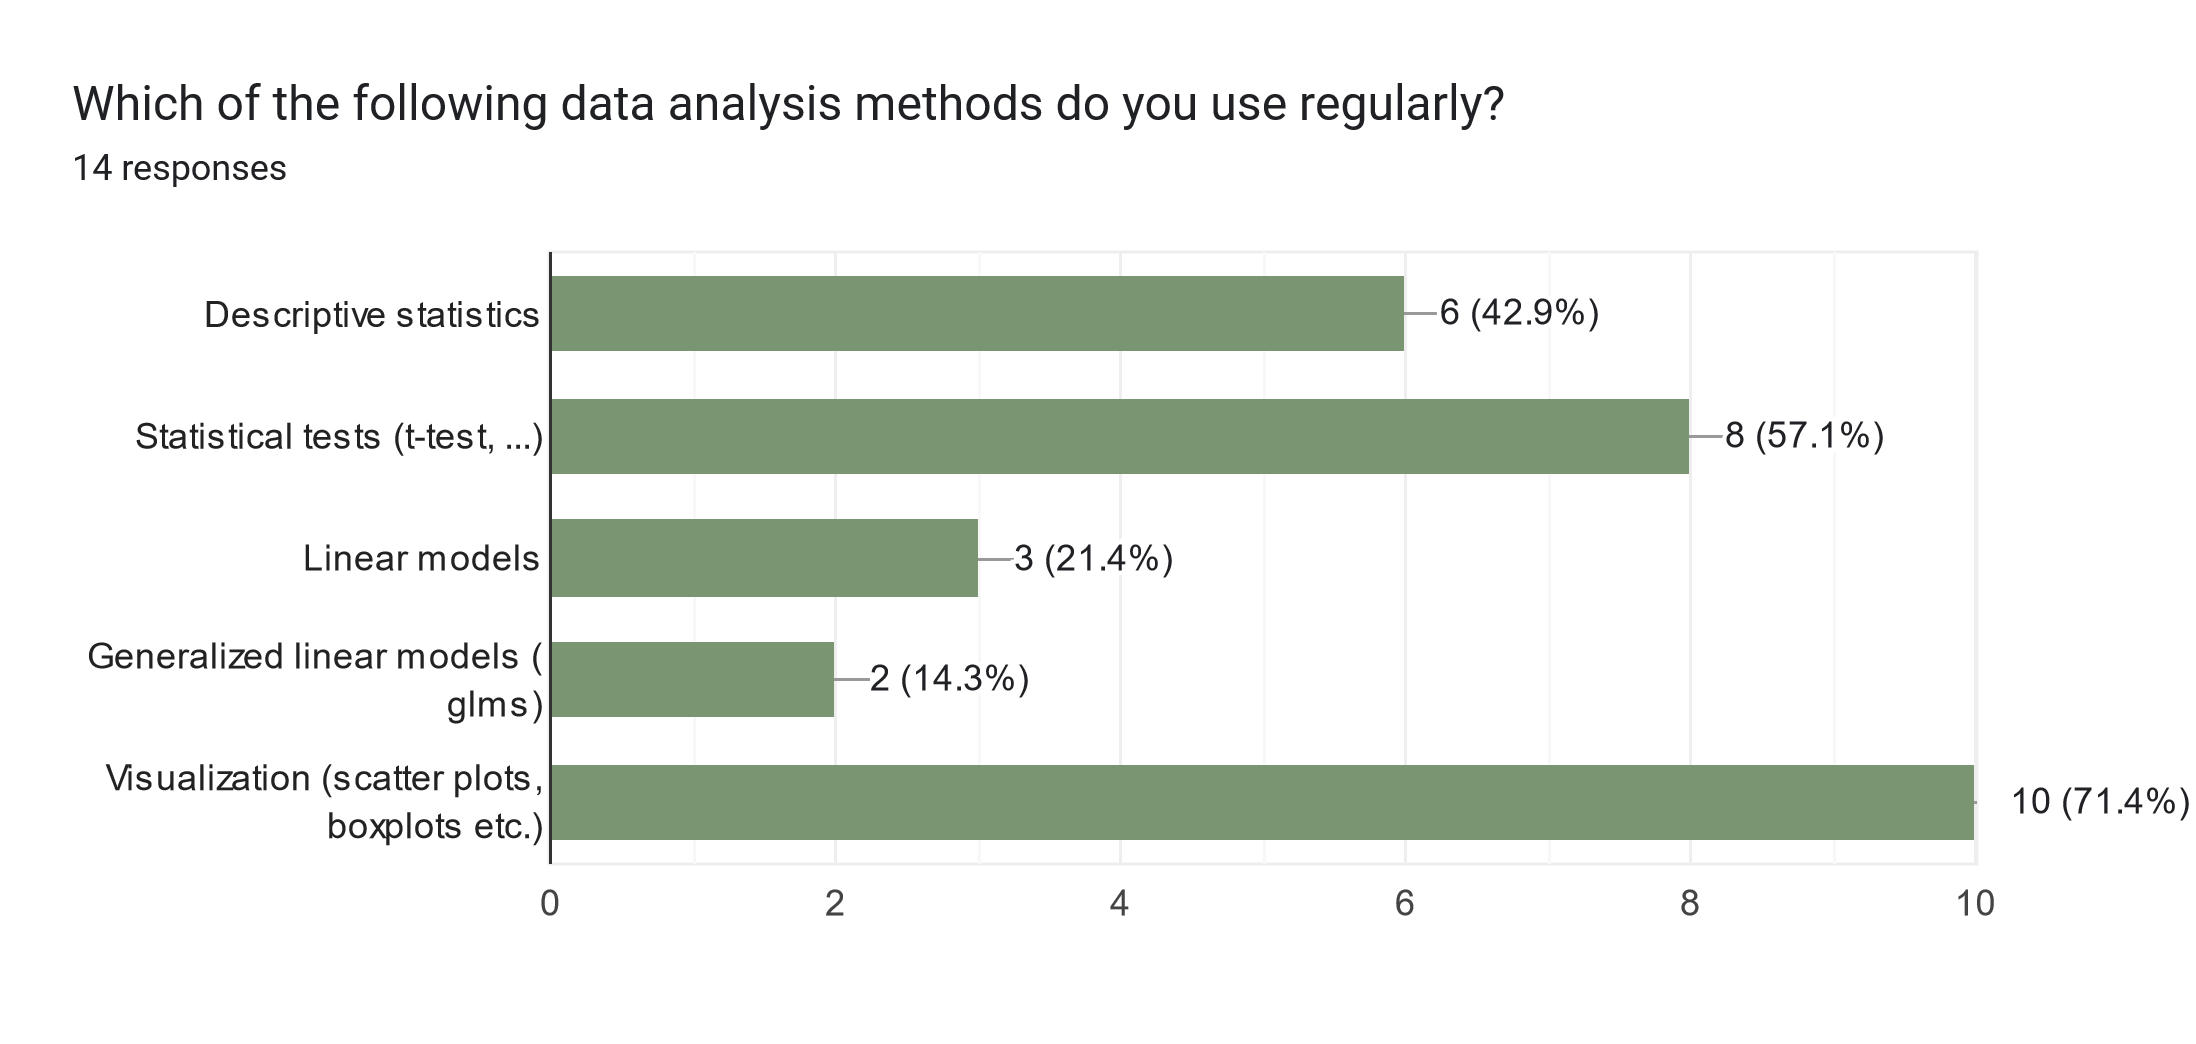 Which of the following data analysis methods do you use regularly?
14 responses
Descriptive statistics
6 (42.9%)
Statistical tests (t-test, ...)
8 (57.1%)
Linear models
3 (21.4%)
Generalized linear models (
glms)
2 (14.3%)
Visualization (scatter plots,
boxplots etc.)
10 (71.4%)
0 2 4 6 8 10